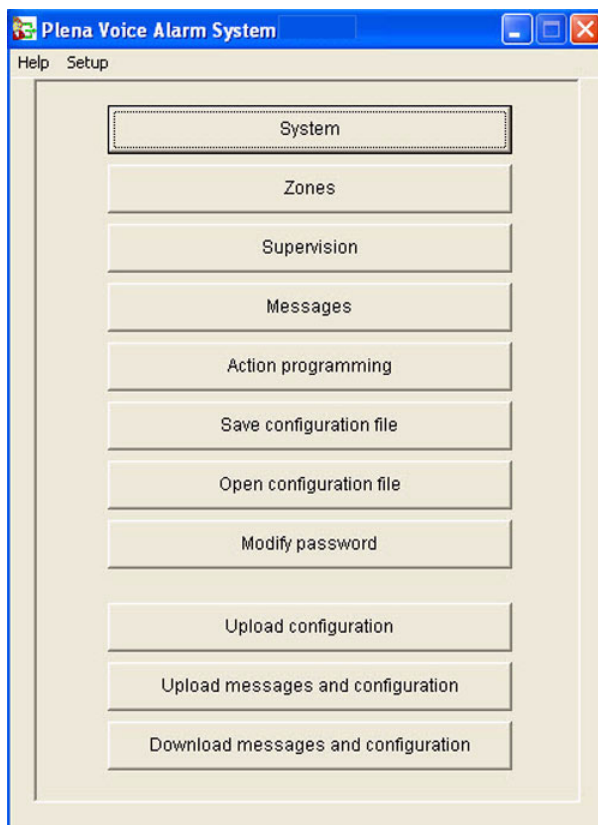 Plena Voice Alarm System
Help Setup
System
Zones
Supervision
Messages
Action programming
Save configuration file
Open configuration file
Modify password
Upload configuration
Upload messages and configuration
Download messages and configuration